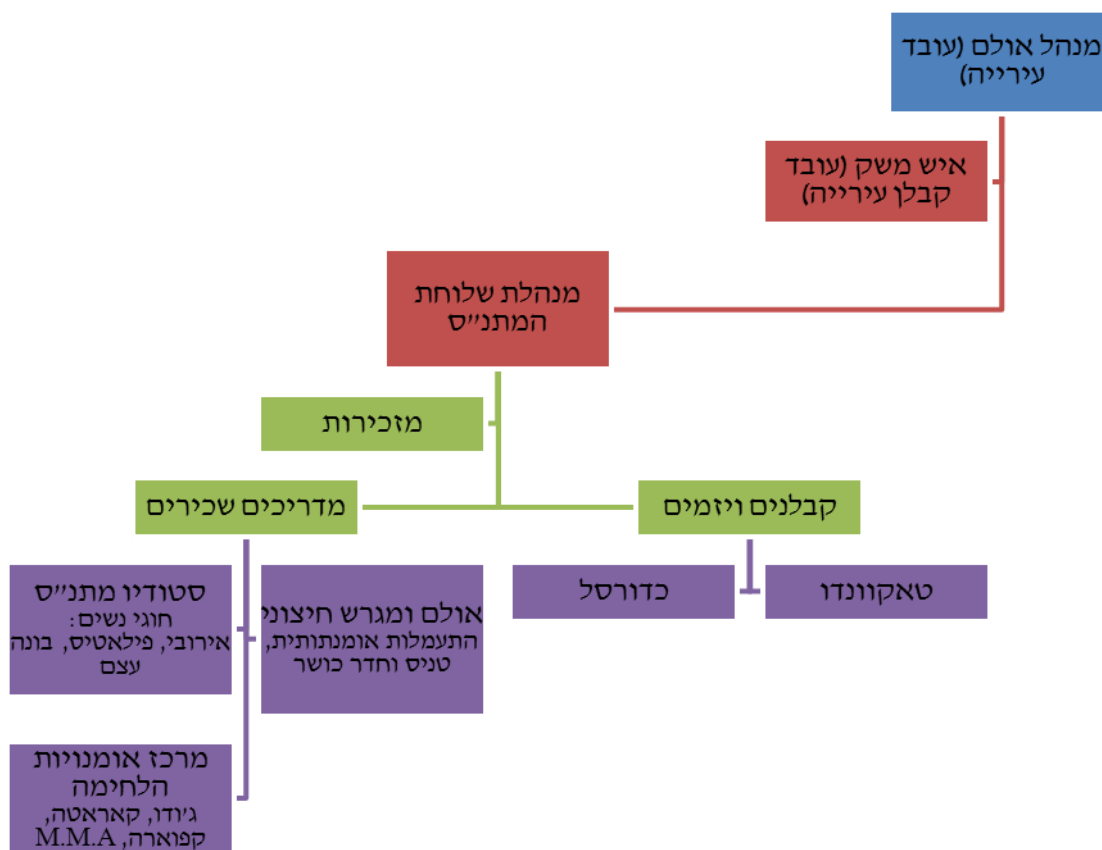 מנהל אולם (עובד
עירייה)
איש משק (עובד
קבלן עירייה)
מנהלת שלוחת
המתנ״ס
מזכירות
קבלנים ויזמים
מדריכים שכירים
טאקוונדו
כדורסל
אולם ומגרש חיצוני
התעמלות אומנתותית,
טניס וחדר כושר
סטודיו מתנ״ס
חוגי נשים:
אירובי, פילאטיס, בונה
עצם
מרכז אומנויות
הלחימה
ג׳ודו, קאראטה,
קפוארה, M.M.A